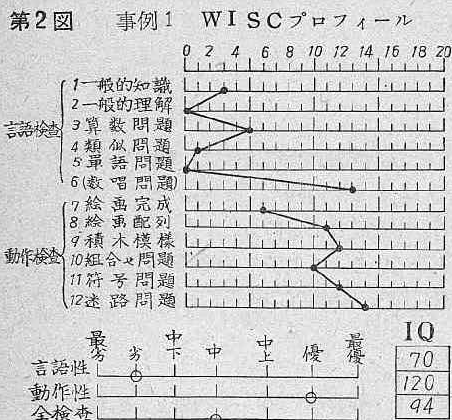 第2図 事例1 WISCプロフィール
0 2 4 6 8 10 12 14 16 18 20
言語検査
1 一般的知識
2 一般的理解
3 算数問題
4 類似問題
5 単語問題
6 (数唱問題)
動作検査
7 絵画完成
8 絵画配列
9 積木模様
10 組合せ問題
11 符号問題
12 迷路問題
最劣 劣 中下 中 中上 優 最優 IQ
言語性 70
動作性 120
全検査 94